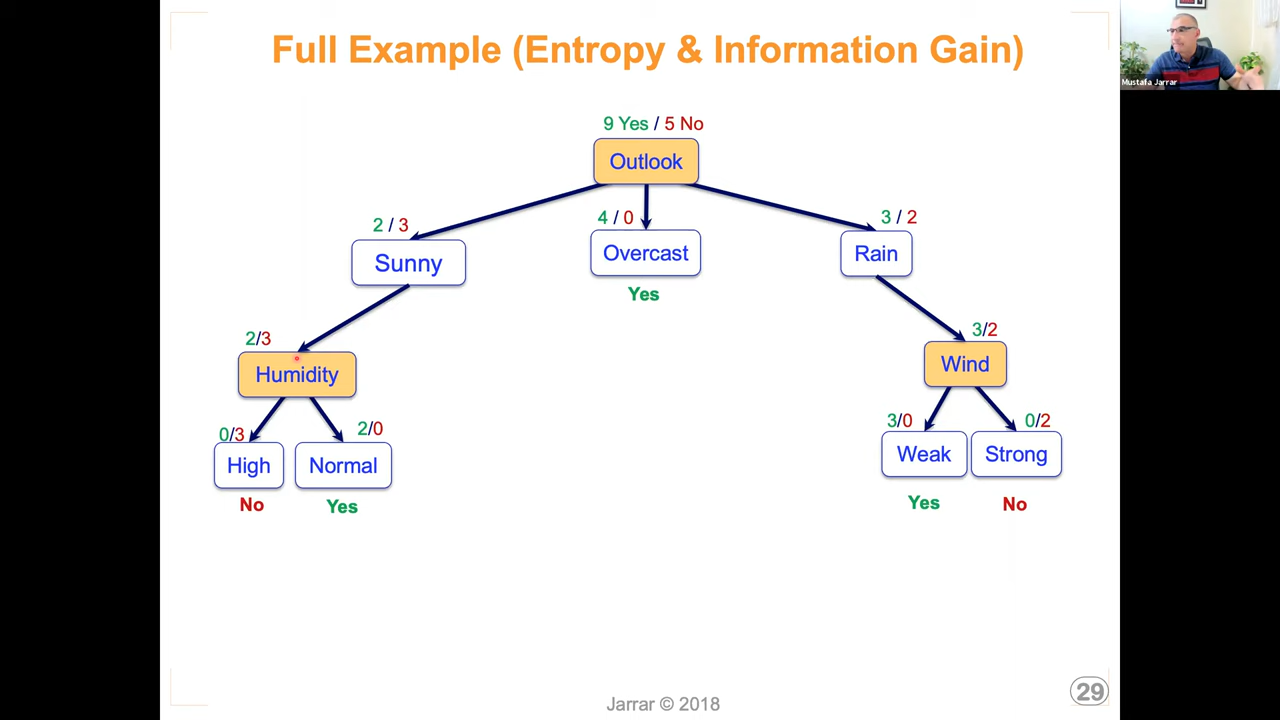 Full Example (Entropy & Information Gain)
Mustafa Jarrar
9 Yes / 5 No
Outlook
2 / 3
4 / 0
3 / 2
Sunny
Overcast
Rain
Yes
2/3
3/2
Humidity
Wind
0/3
2/0
3/0
0/2
High
Normal
Weak
Strong
No
Yes
Yes
No
Jarrar © 2018
29